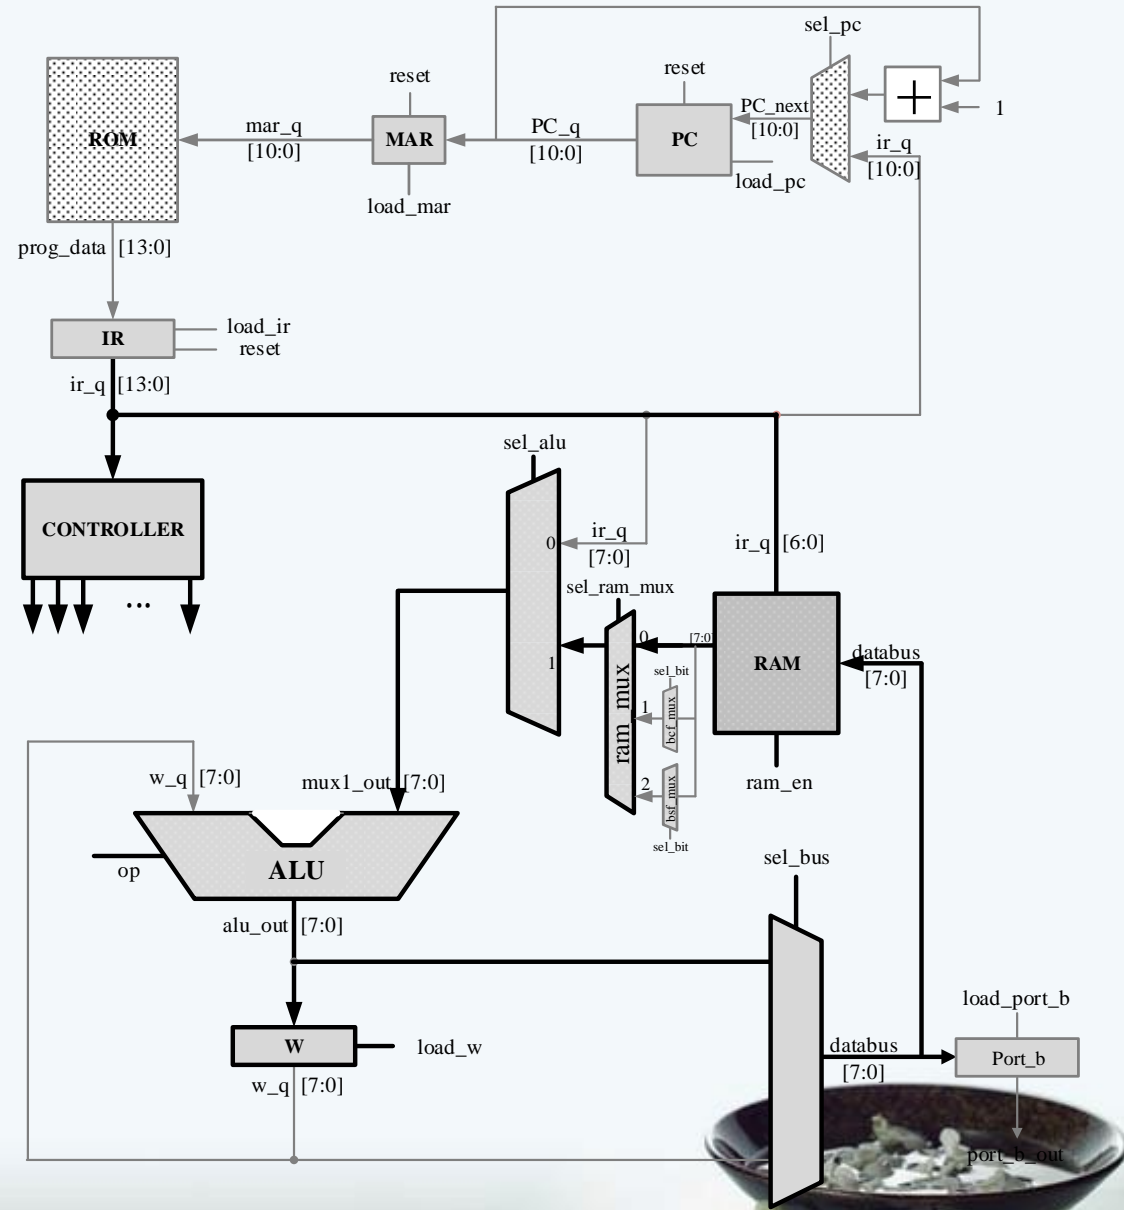 sel_pc
reset
reset
ROM
mar_q
[10:0]
MAR
load_mar
PC_q
[10:0]
PC
load_pc
PC_next
[10:0]
+
1
ir_q
[10:0]
prog_data [13:0]
IR
load_ir
reset
ir_q [13:0]
CONTROLLER
...
sel_alu
0
ir_q
[7:0]
1
sel_ram_mux
ram_mux
0
1
2
[7:0]
sel_bit
bcf_mux
bsf_mux
sel_bit
ir_q [6:0]
RAM
ram_en
databus
[7:0]
w_q [7:0]
mux1_out [7:0]
ALU
op
alu_out [7:0]
W
load_w
w_q [7:0]
sel_bus
databus
[7:0]
load_port_b
Port_b
port_b_out